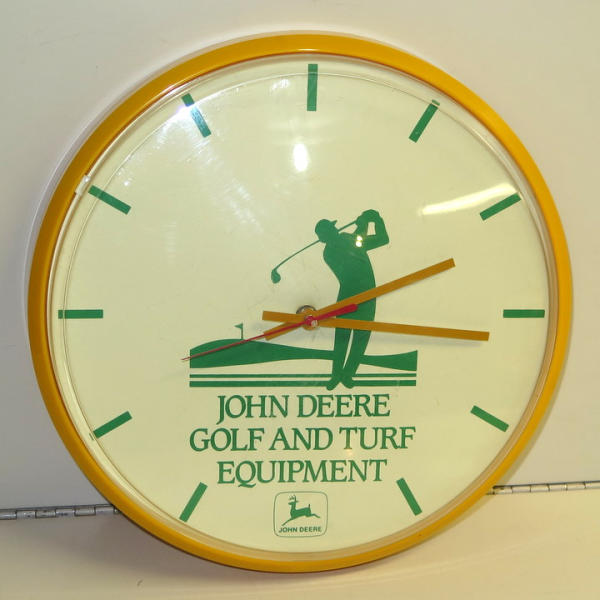 JOHN DEERE
GOLF AND TURF
EQUIPMENT
JOHN DEERE